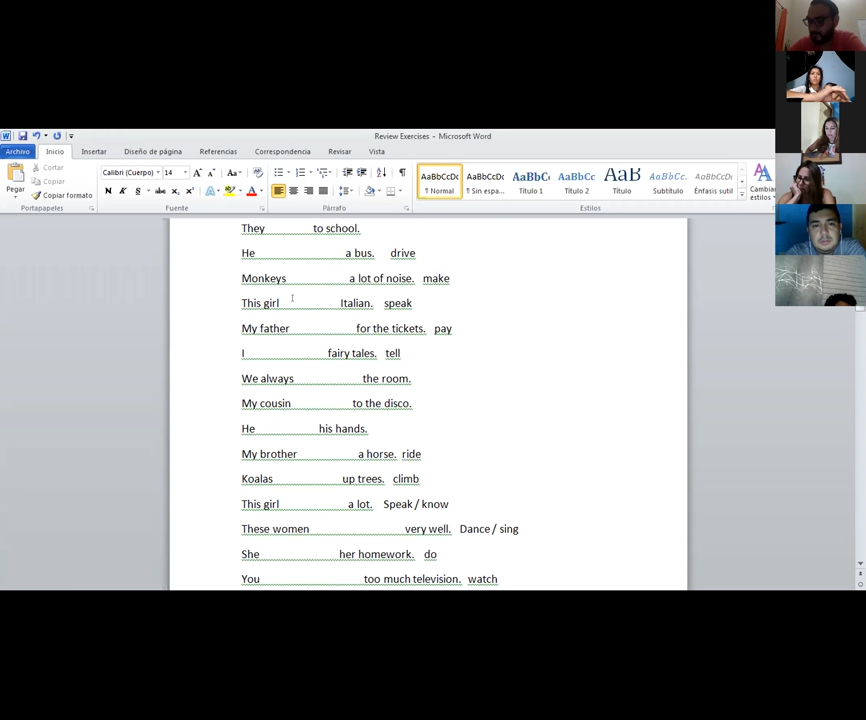 Review Exercises - Microsoft Word
Archivo Inicio Insertar Diseño de página Referencias Correspondencia Revisar Vista
Pegar
Cortar
Copiar
Copiar formato
Portapapeles
Calibri (Cuerpo) 14
Fuente
Párrafo
AaBbCcDc AaBbCcDc AaBbCc AaBbCc AaB AaBbCc. AaBbCcDc
¶ Normal ¶ Sin espa... Título 1 Título 2 Título Subtítulo Énfasis sutil
Cambiar estilos
Estilos
They to school.
He a bus. drive
Monkeys a lot of noise. make
This girl Italian. speak
My father for the tickets. pay
I fairy tales. tell
We always the room.
My cousin to the disco.
He his hands.
My brother a horse. ride
Koalas up trees. climb
This girl a lot. Speak / know
These women very well. Dance / sing
She her homework. do
You too much television. watch